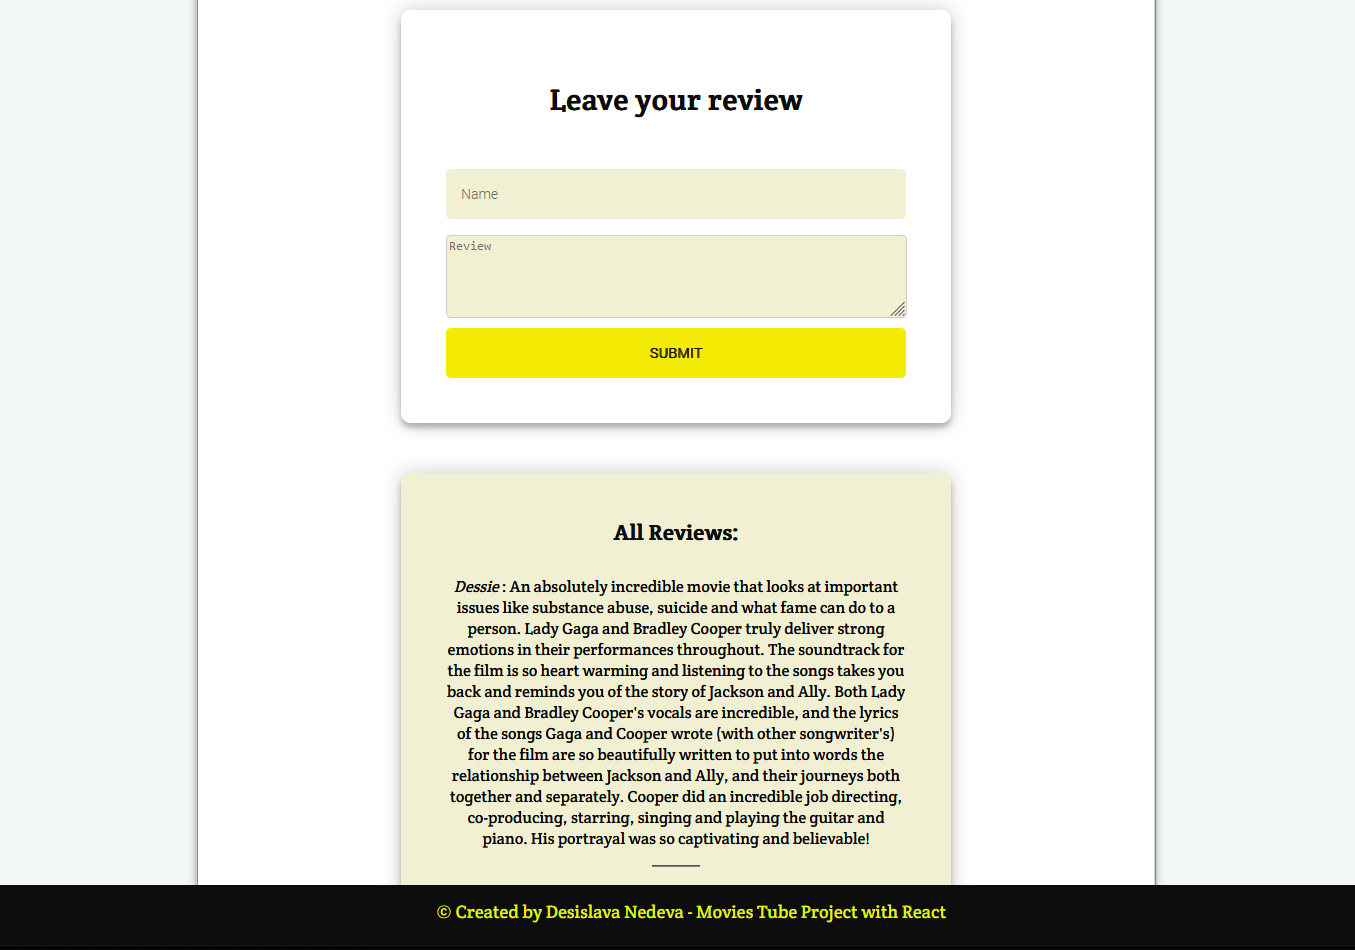 Leave your review
Name
Review
SUBMIT
All Reviews:
Dessie : An absolutely incredible movie that looks at important
issues like substance abuse, suicide and what fame can do to a
person. Lady Gaga and Bradley Cooper truly deliver strong
emotions in their performances throughout. The soundtrack for
the film is so heart warming and listening to the songs takes you
back and reminds you of the story of Jackson and Ally. Both Lady
Gaga and Bradley Cooper's vocals are incredible, and the lyrics
of the songs Gaga and Cooper wrote (with other songwriter's)
for the film are so beautifully written to put into words the
relationship between Jackson and Ally, and their journeys both
together and separately. Cooper did an incredible job directing,
co-producing, starring, singing and playing the guitar and
piano. His portrayal was so captivating and believable!
© Created by Desislava Nedeva - Movies Tube Project with React